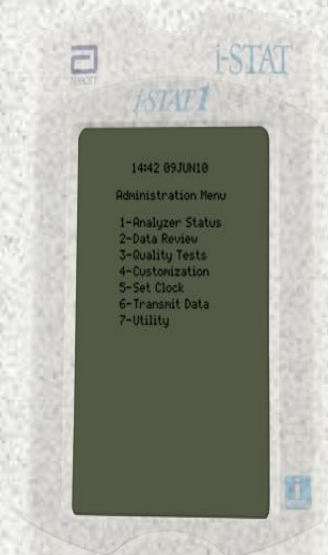 ABBOTT
i-STAT
i-STAT 1
14:42 09JUN10
Administration Menu
1-Analyzer Status
2-Data Review
3-Quality Tests
4-Customization
5-Set Clock
6-Transmit Data
7-Utility
i